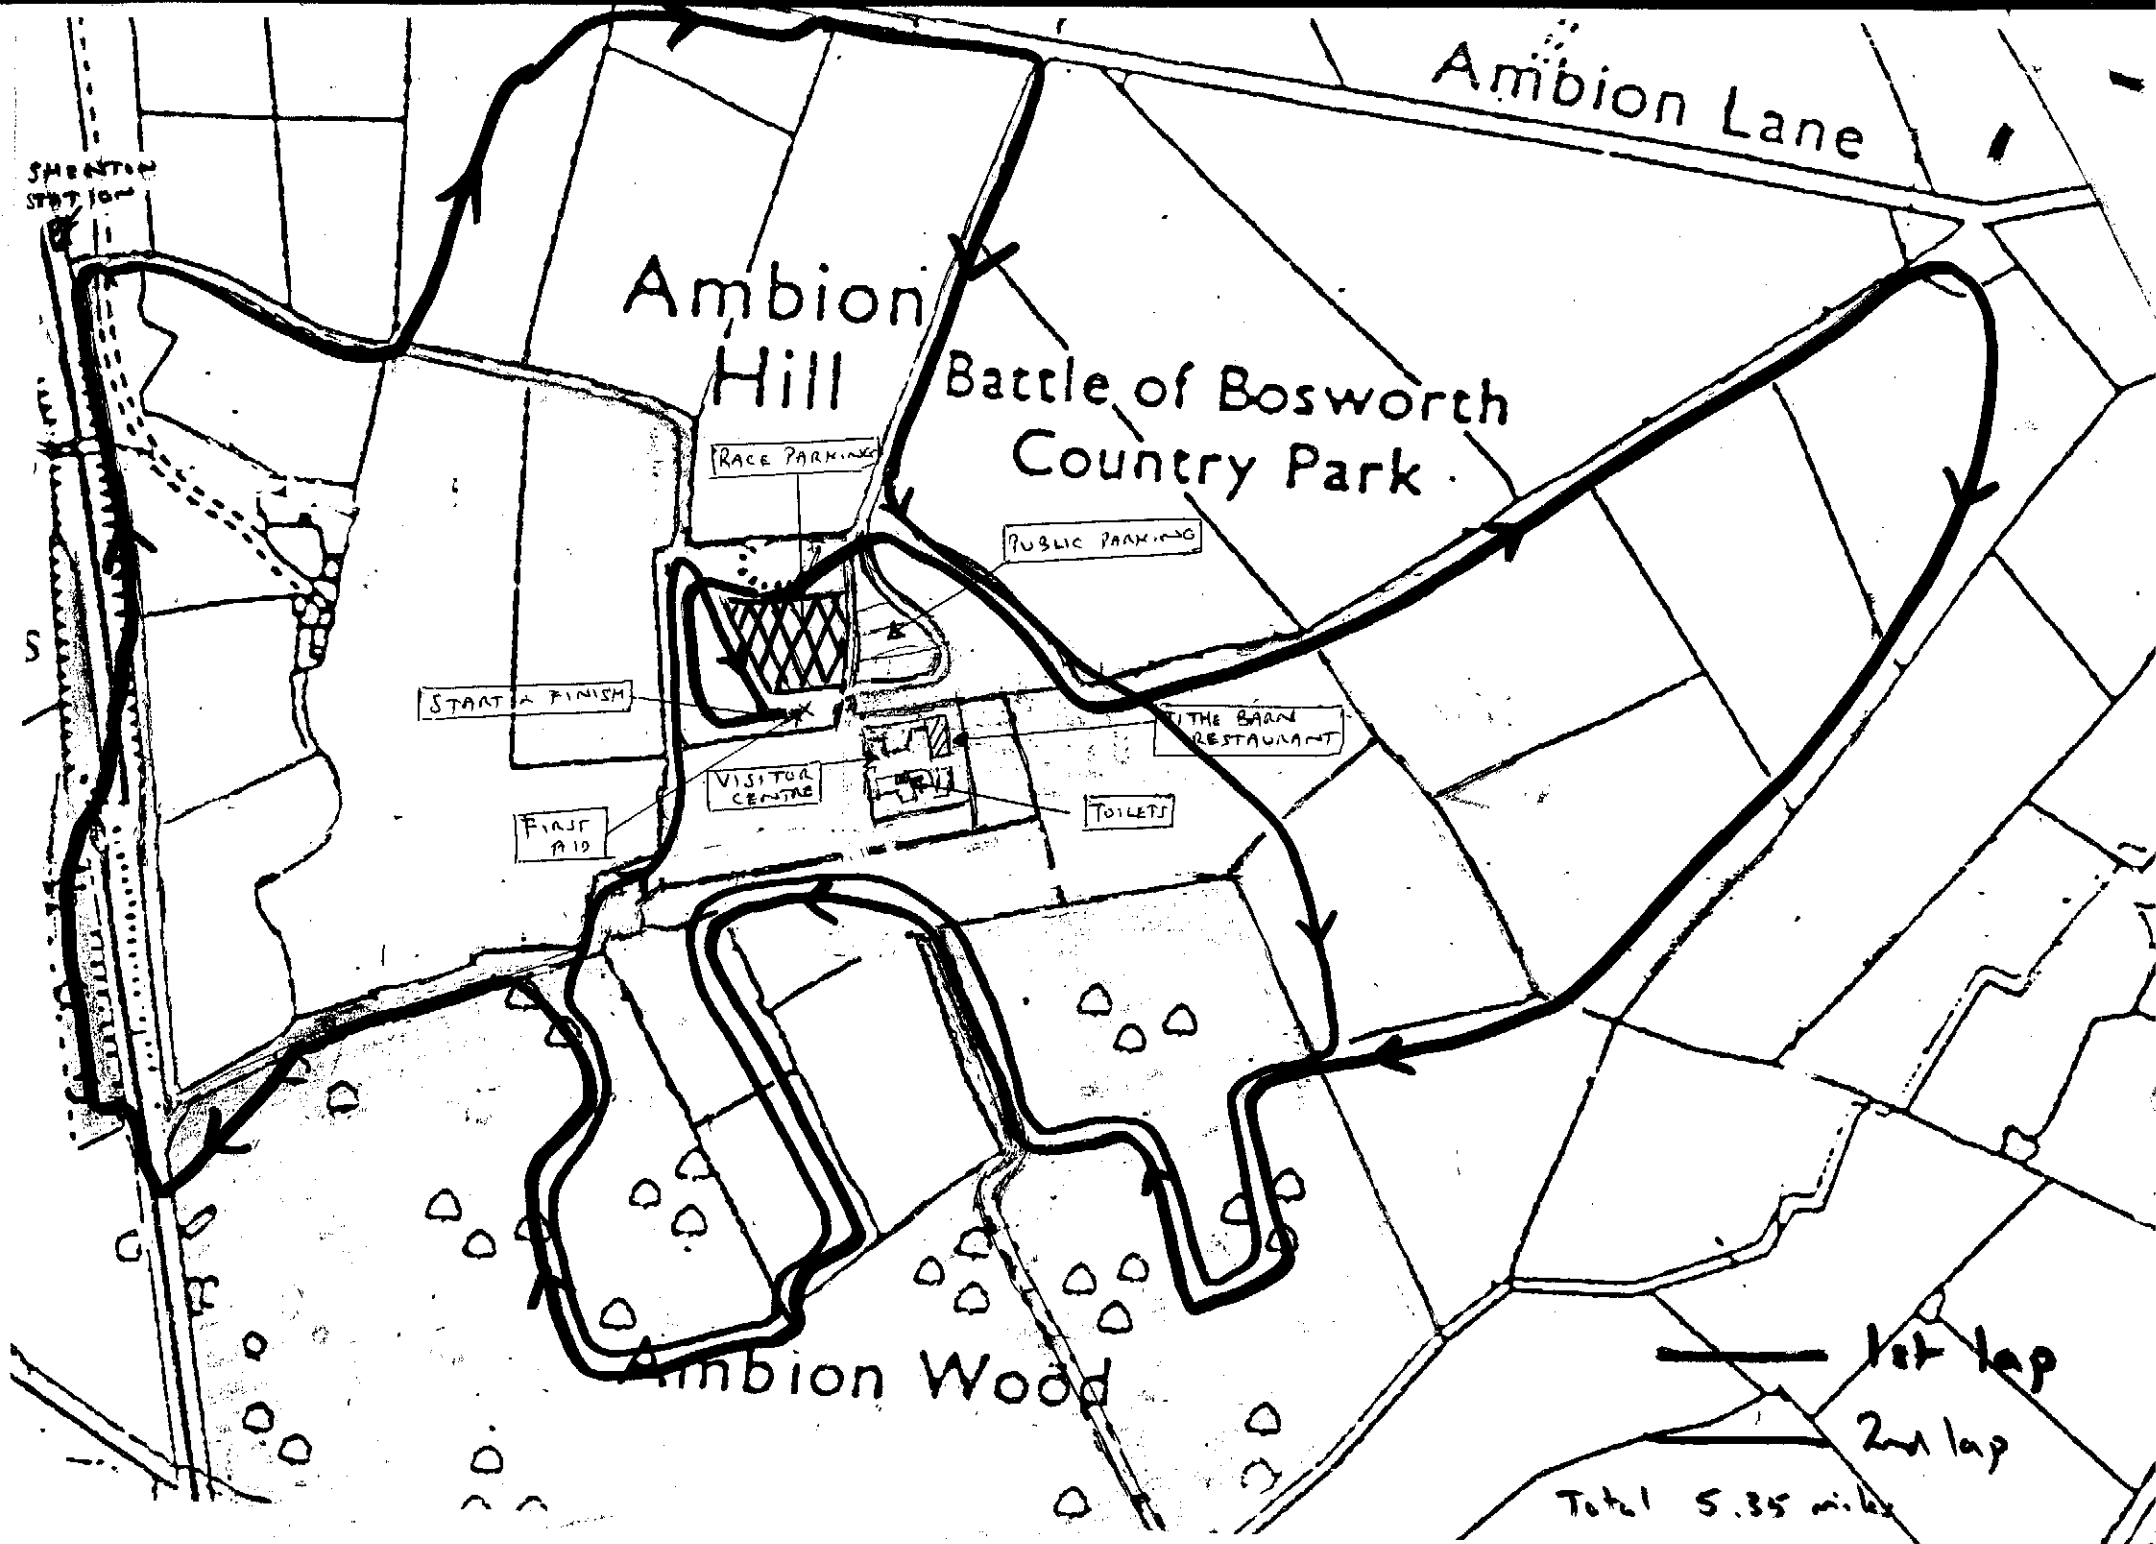 Ambion Lane
SHENTON
STATION
Ambion
Hill
Battle of Bosworth
Country Park
RACE PARKING
PUBLIC PARKING
S
START & FINISH
TITHE BARN
RESTAURANT
VISITOR
CENTRE
TOILETS
FIRST
AID
Ambion Wood
1st lap
2nd lap
Total 5.35 miles